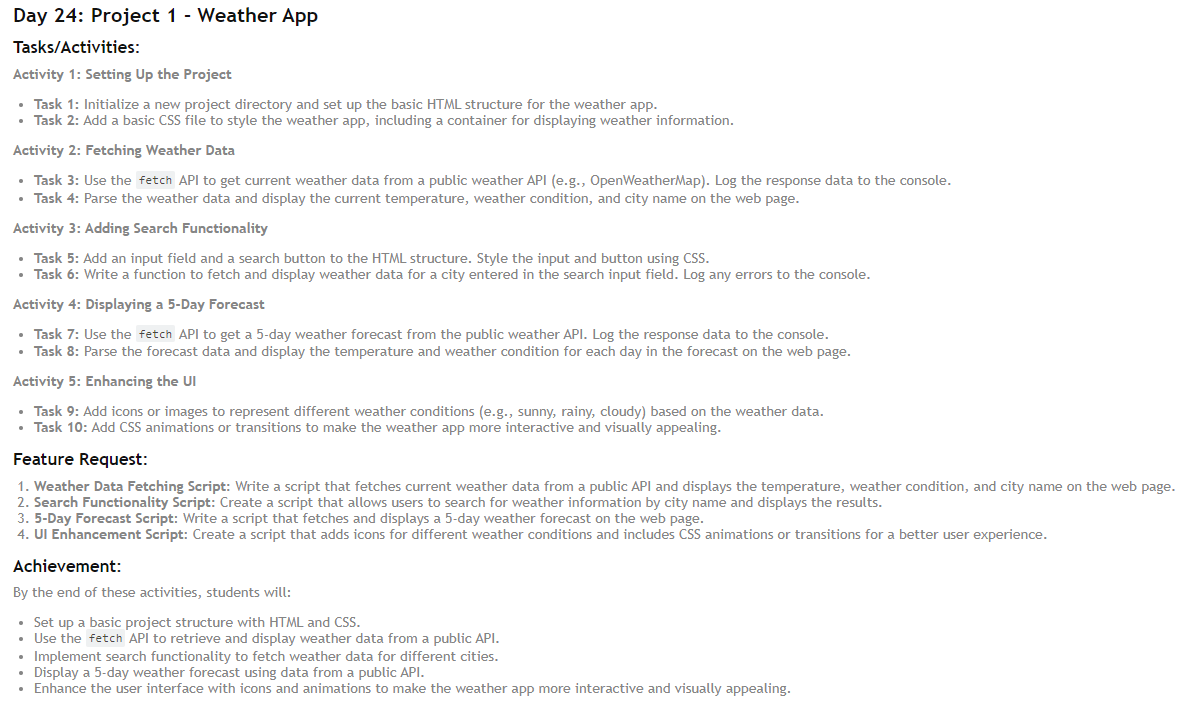 Day 24: Project 1 - Weather App
Tasks/Activities:
Activity 1: Setting Up the Project
• Task 1: Initialize a new project directory and set up the basic HTML structure for the weather app.
• Task 2: Add a basic CSS file to style the weather app, including a container for displaying weather information.
Activity 2: Fetching Weather Data
• Task 3: Use the fetch API to get current weather data from a public weather API (e.g., OpenWeatherMap). Log the response data to the console.
• Task 4: Parse the weather data and display the current temperature, weather condition, and city name on the web page.
Activity 3: Adding Search Functionality
• Task 5: Add an input field and a search button to the HTML structure. Style the input and button using CSS.
• Task 6: Write a function to fetch and display weather data for a city entered in the search input field. Log any errors to the console.
Activity 4: Displaying a 5-Day Forecast
• Task 7: Use the fetch API to get a 5-day weather forecast from the public weather API. Log the response data to the console.
• Task 8: Parse the forecast data and display the temperature and weather condition for each day in the forecast on the web page.
Activity 5: Enhancing the UI
• Task 9: Add icons or images to represent different weather conditions (e.g., sunny, rainy, cloudy) based on the weather data.
• Task 10: Add CSS animations or transitions to make the weather app more interactive and visually appealing.
Feature Request:
1. Weather Data Fetching Script: Write a script that fetches current weather data from a public API and displays the temperature, weather condition, and city name on the web page.
2. Search Functionality Script: Create a script that allows users to search for weather information by city name and displays the results.
3. 5-Day Forecast Script: Write a script that fetches and displays a 5-day weather forecast on the web page.
4. UI Enhancement Script: Create a script that adds icons for different weather conditions and includes CSS animations or transitions for a better user experience.
Achievement:
By the end of these activities, students will:
• Set up a basic project structure with HTML and CSS.
• Use the fetch API to retrieve and display weather data from a public API.
• Implement search functionality to fetch weather data for different cities.
• Display a 5-day weather forecast using data from a public API.
• Enhance the user interface with icons and animations to make the weather app more interactive and visually appealing.